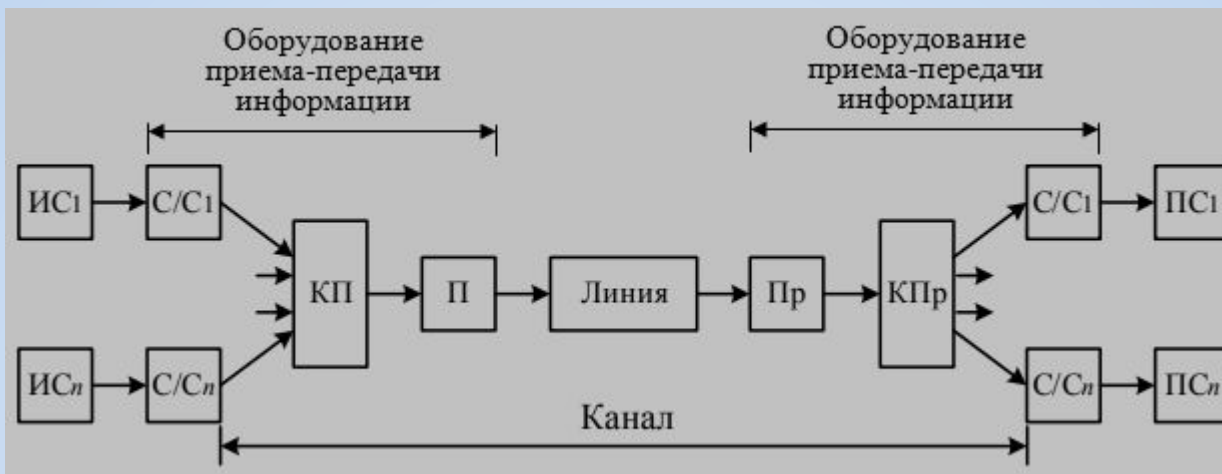 Оборудование
приема-передачи
информации
Оборудование
приема-передачи
информации
ИС1
С/С1
С/С1
ПС1
КП
П
Линия
Пр
КПр
ИСn
С/Сn
С/Сn
ПСn
Канал